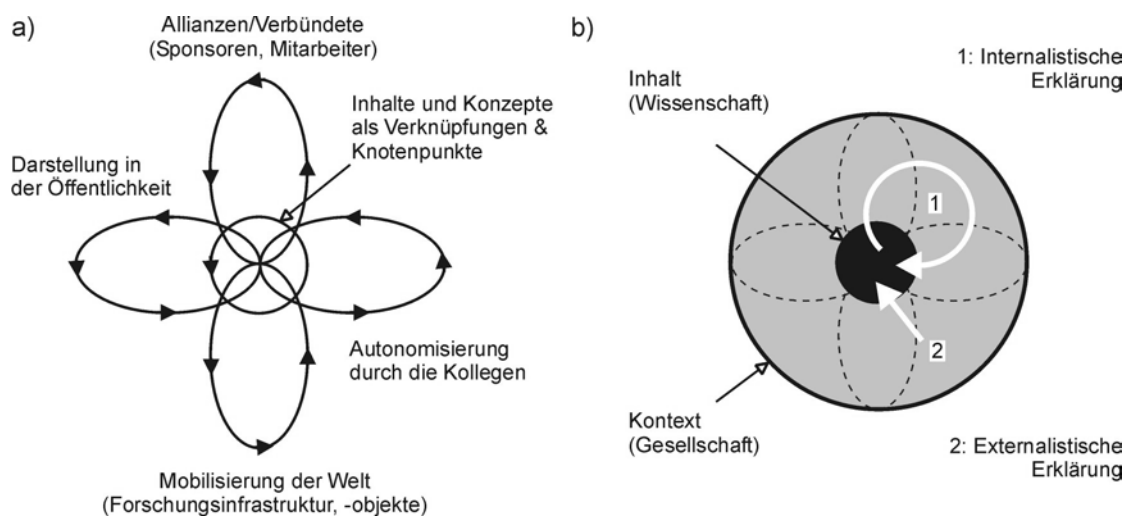 a)
Allianzen/Verbündete
(Sponsoren, Mitarbeiter)
Inhalte und Konzepte
als Verknüpfungen &
Knotenpunkte
Darstellung in
der Öffentlichkeit
Autonomisierung
durch die Kollegen
Mobilisierung der Welt
(Forschungsinfrastruktur, -objekte)
b)
1: Internalistische
Erklärung
Inhalt
(Wissenschaft)
1
2
Kontext
(Gesellschaft)
2: Externalistische
Erklärung